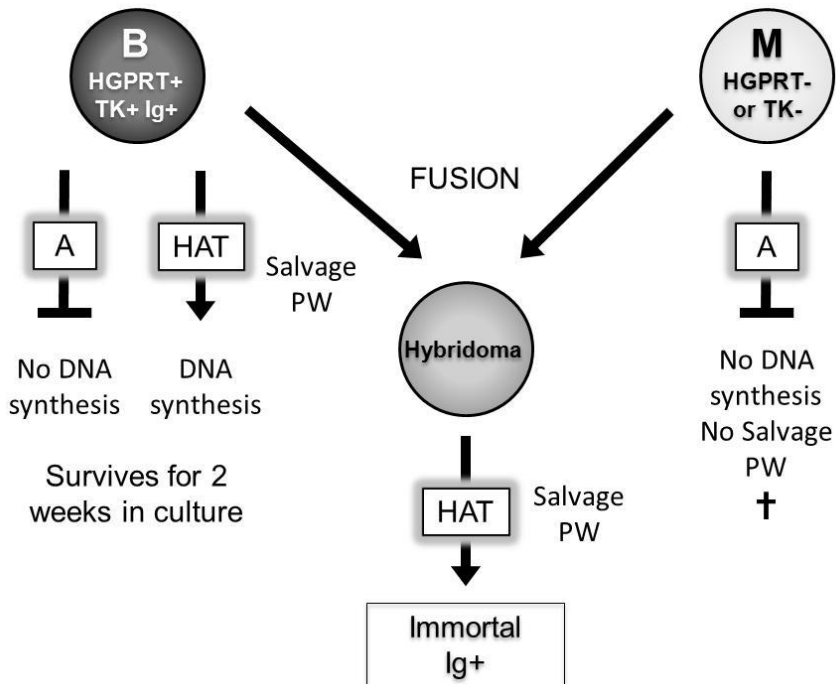 B
HGPRT+
TK+ Ig+
M
HGPRT-
or TK-
FUSION
A
HAT
Salvage
PW
A
Hybridoma
No DNA
synthesis
DNA
synthesis
No DNA
synthesis
No Salvage
PW
†
Survives for 2
weeks in culture
HAT
Salvage
PW
Immortal
Ig+